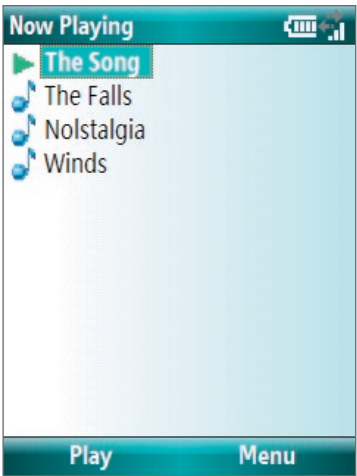 Now Playing
The Song
The Falls
Nolstalgia
Winds
Play Menu